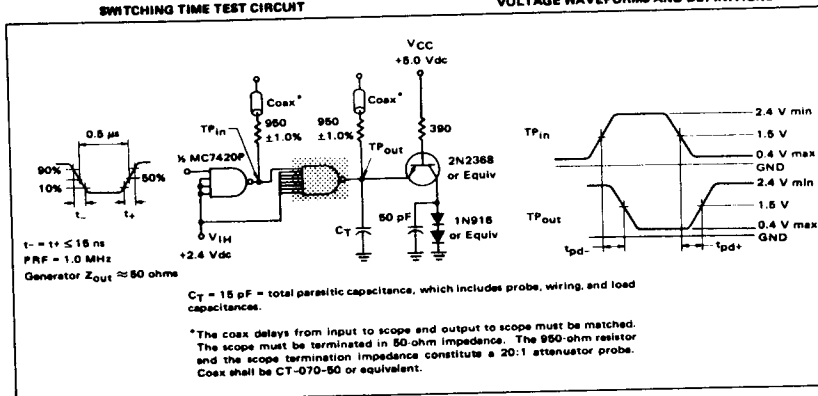 SWITCHING TIME TEST CIRCUIT
VOLTAGE WAVEFORMS AND DEFINITIONS
VCC
+5.0 Vdc
Coax*
Coax*
0.5 µs
950
±1.0%
950
±1.0%
390
TPin
TPout
90%
10%
50%
t-
t+
½ MC7420P
2N2368
or Equiv
CT
50 pF
1N916
or Equiv
VIH
+2.4 Vdc
t- = t+ ≤ 15 ns
PRF = 1.0 MHz
Generator Zout ≈ 50 ohms
TPin
2.4 V min
1.5 V
0.4 V max
GND
TPout
2.4 V min
1.5 V
0.4 V max
GND
tpd-
tpd+
CT = 15 pF = total parasitic capacitance, which includes probe, wiring, and load
capacitances.
*The coax delays from input to scope and output to scope must be matched.
The scope must be terminated in 50-ohm impedance. The 950-ohm resistor
and the scope termination impedance constitute a 20:1 attenuator probe.
Coax shall be CT-070-50 or equivalent.